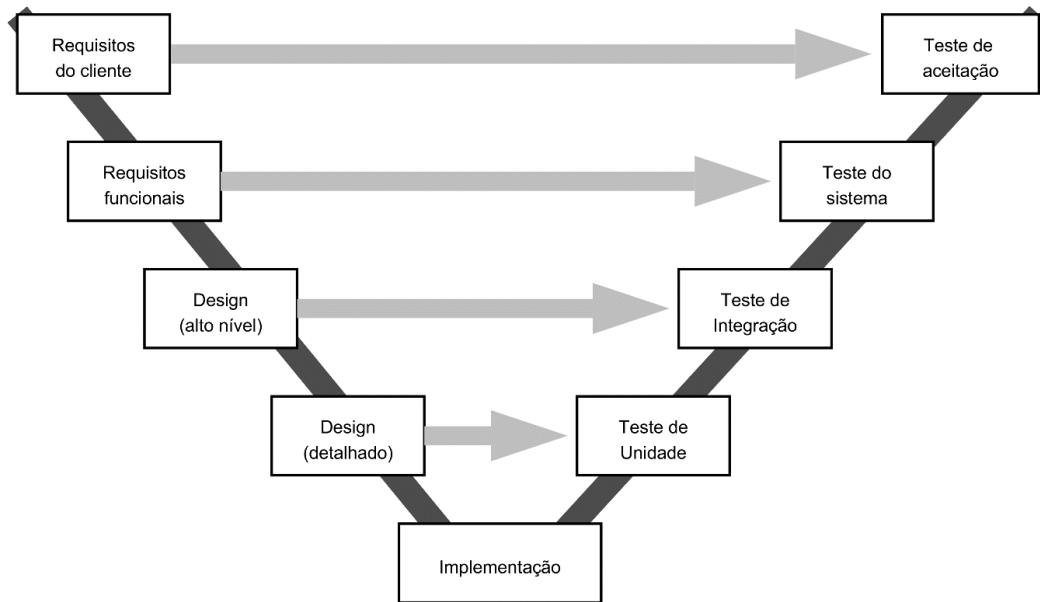 Requisitos
do cliente
Teste de
aceitação
Requisitos
funcionais
Teste do
sistema
Design
(alto nível)
Teste de
Integração
Design
(detalhado)
Teste de
Unidade
Implementação